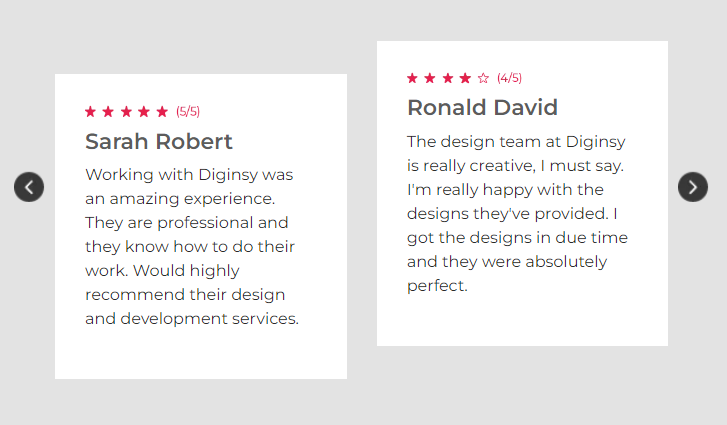 (5/5)
Sarah Robert
Working with Diginsy was
an amazing experience.
They are professional and
they know how to do their
work. Would highly
recommend their design
and development services.
(4/5)
Ronald David
The design team at Diginsy
is really creative, I must say.
I'm really happy with the
designs they've provided. I
got the designs in due time
and they were absolutely
perfect.